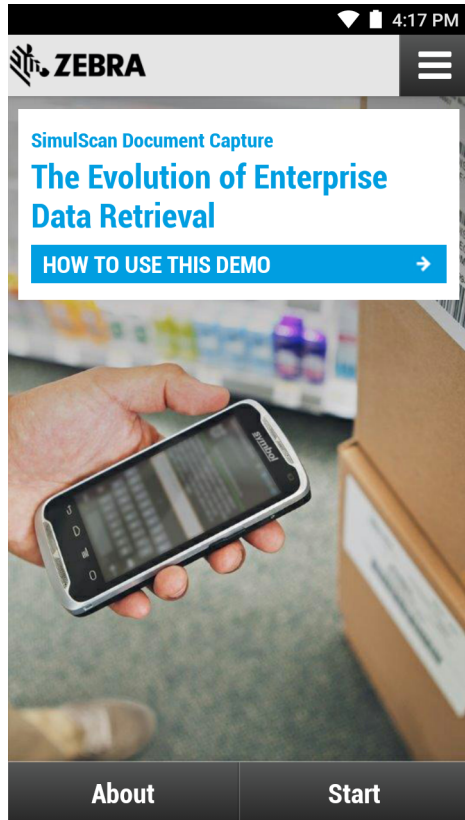 4:17 PM
ZEBRA
SimulScan Document Capture
The Evolution of Enterprise
Data Retrieval
HOW TO USE THIS DEMO
symbol
About
Start